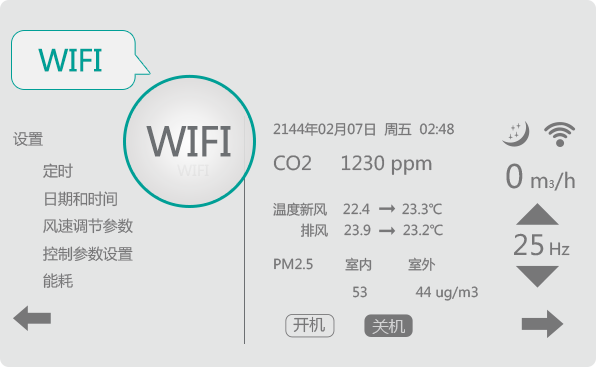 WIFI
WIFI
WIFI
设置
定时
日期和时间
风速调节参数
控制参数设置
能耗
2144年02月07日 周五 02:48
CO2 1230 ppm
温度新风 22.4 → 23.3℃
排风 23.9 → 23.2℃
PM2.5 室内 室外
53 44 ug/m3
开机 关机
0 m3/h
25 Hz